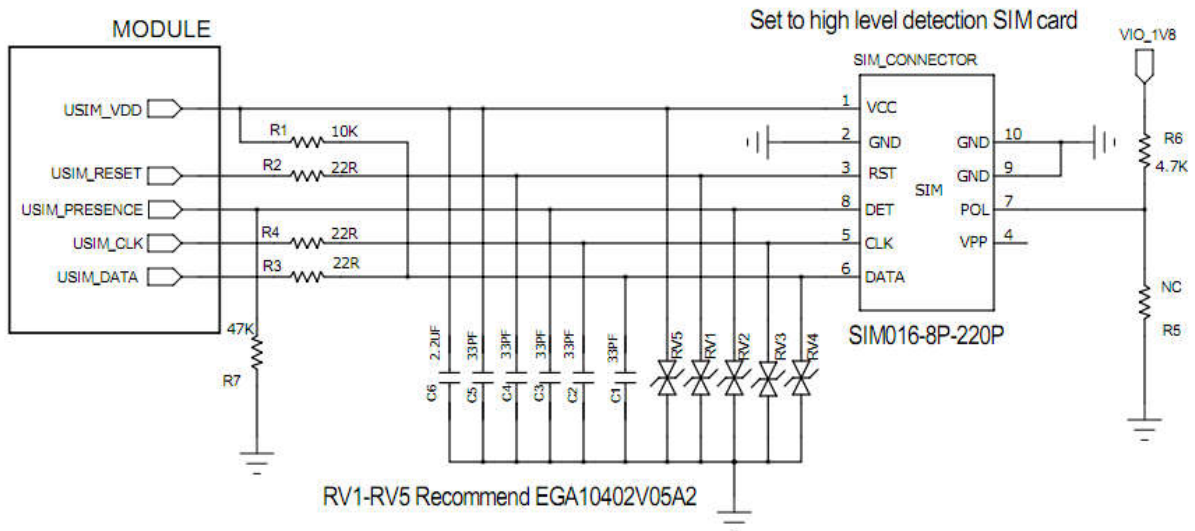 Set to high level detection SIM card
MODULE
VIO_1V8
SIM_CONNECTOR
USIM_VDD
1
VCC
R1
10K
2
GND
GND
10
R6
4.7K
USIM_RESET
R2
22R
3
RST
GND
9
SIM
USIM_PRESENCE
8
DET
POL
7
USIM_CLK
R4
22R
5
CLK
VPP
4
USIM_DATA
R3
22R
6
DATA
NC
R5
SIM016-8P-220P
47K
R7
2.2UF
33PF
33PF
33PF
33PF
33PF
C6
C5
C4
C3
C2
C1
RV5
RV1
RV2
RV3
RV4
RV1-RV5 Recommend EGA10402V05A2